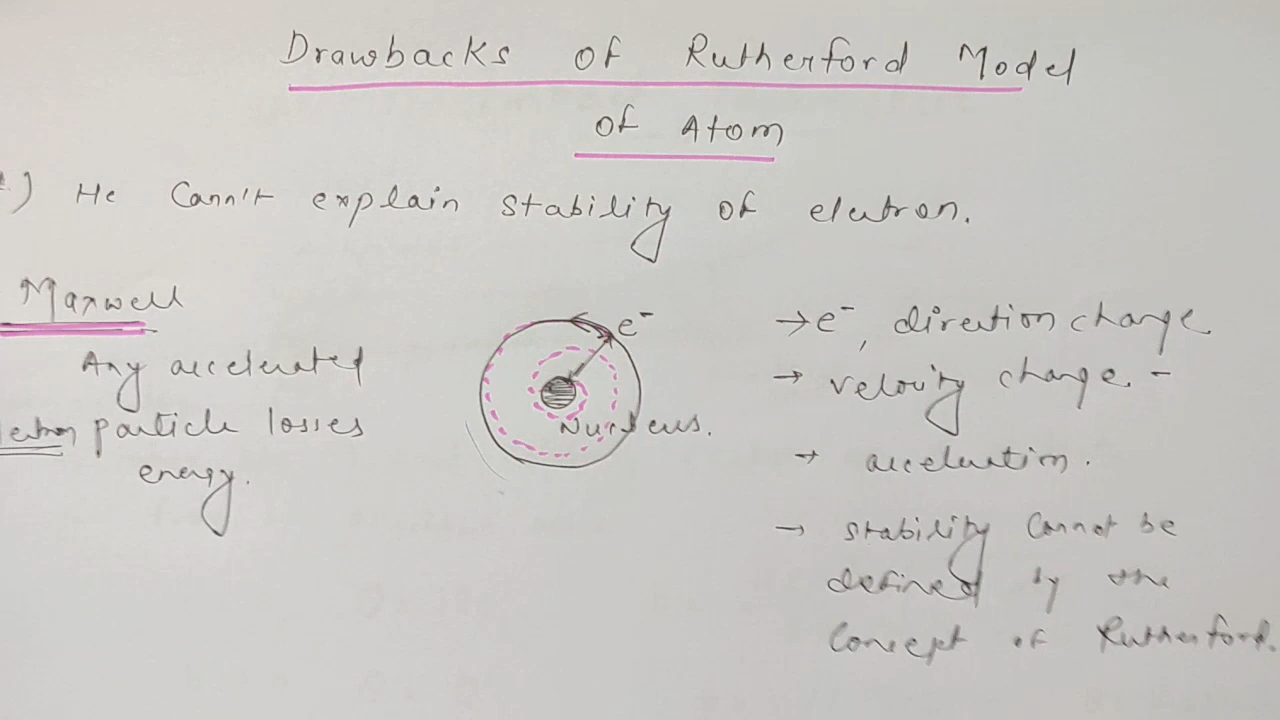 Drawbacks of Rutherford Model
of Atom
) He Cann't explain stability of eletron.
Maxwell
Any accelerated
particle losses
energy.
e⁻
Nucleus.
→ e⁻, direction change
→ velocity change. -
→ acceleration.
→ stability Cannot be
defined by the
Concept of Rutherford.